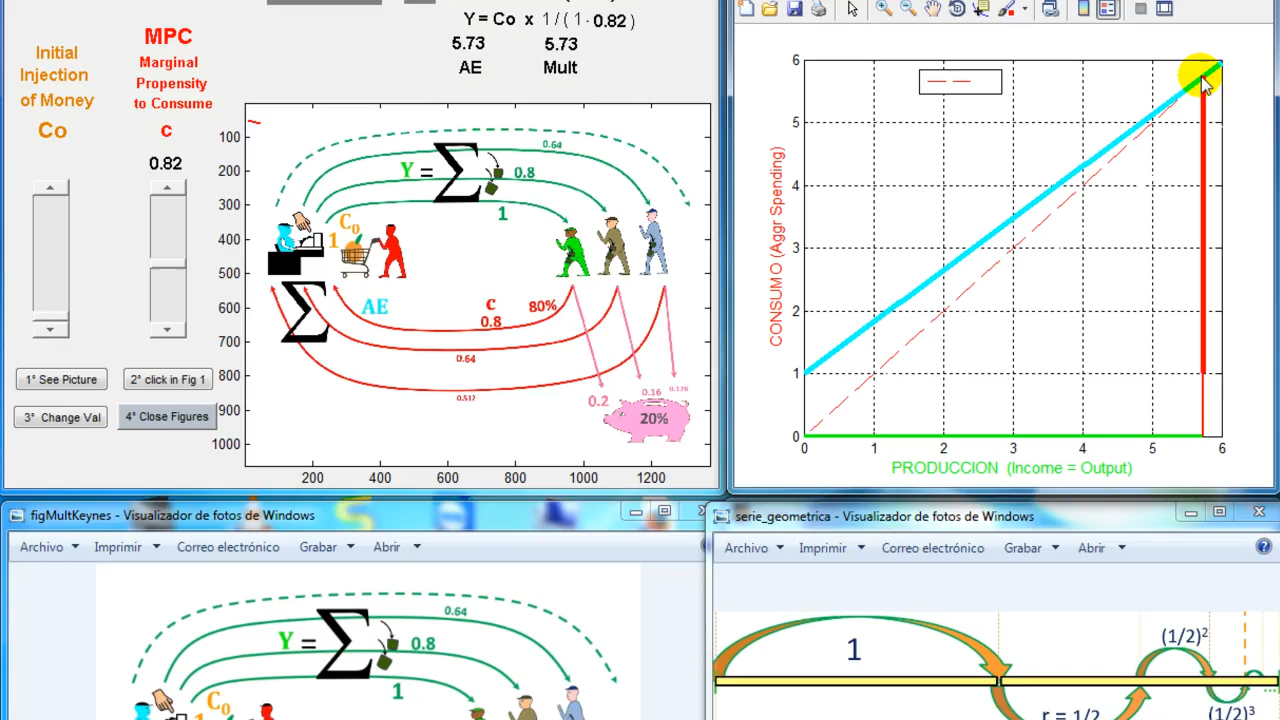 Y = Co x 1 / ( 1 - 0.82 )
5.73
5.73
AE
Mult
Initial
Injection
of Money
Co
MPC
Marginal
Propensity
to Consume
c
0.82
1° See Picture
2° click in Fig 1
3° Change Val
4° Close Figures
100
200
300
400
500
600
700
800
900
1000
200
400
600
800
1000
1200
0.64
Y = Σ
0.8
1
C0
1
Σ
AE
c
80%
0.8
0.64
0.512
0.2
0.16
0.128
20%
6
5
4
3
2
1
0
0
1
2
3
4
5
6
CONSUMO (Aggr Spending)
PRODUCCION (Income = Output)
figMultKeynes - Visualizador de fotos de Windows
Archivo
Imprimir
Correo electrónico
Grabar
Abrir
0.64
Y = Σ
0.8
1
C0
1
serie_geometrica - Visualizador de fotos de Windows
Archivo
Imprimir
Correo electrónico
Grabar
Abrir
1
(1/2)²
r = 1/2
(1/2)³